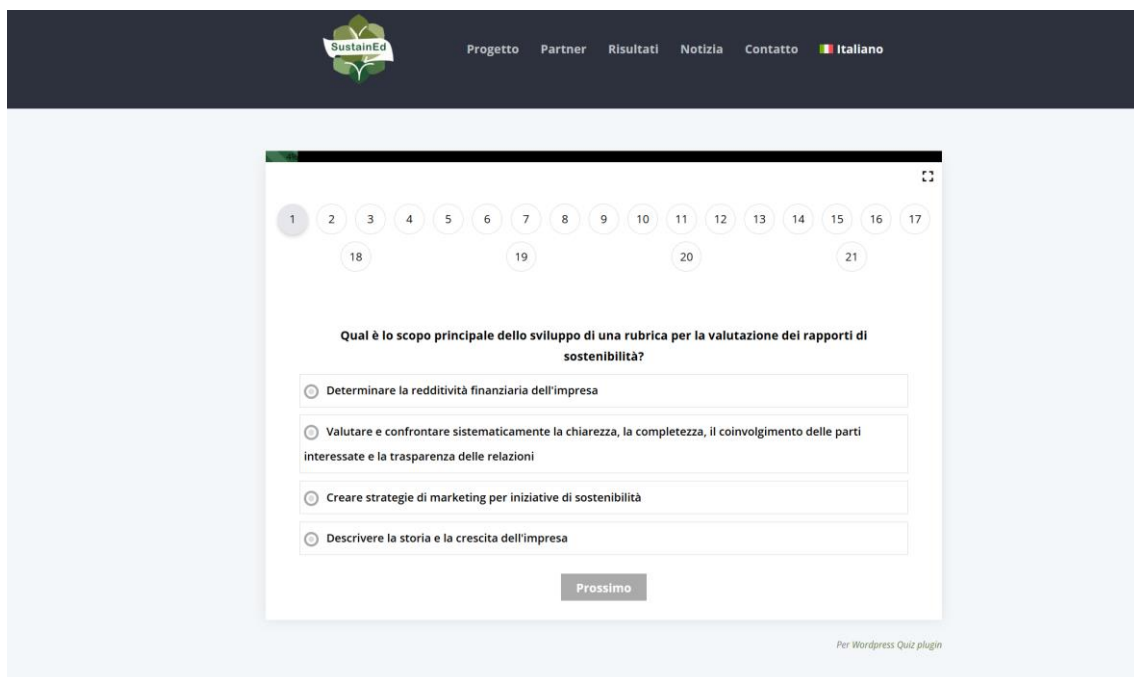 SustainEd
Progetto Partner Risultati Notizia Contatto Italiano
1 2 3 4 5 6 7 8 9 10 11 12 13 14 15 16 17
18 19 20 21
Qual è lo scopo principale dello sviluppo di una rubrica per la valutazione dei rapporti di
sostenibilità?
Determinare la redditività finanziaria dell'impresa
Valutare e confrontare sistematicamente la chiarezza, la completezza, il coinvolgimento delle parti
interessate e la trasparenza delle relazioni
Creare strategie di marketing per iniziative di sostenibilità
Descrivere la storia e la crescita dell'impresa
Prossimo
Per Wordpress Quiz plugin